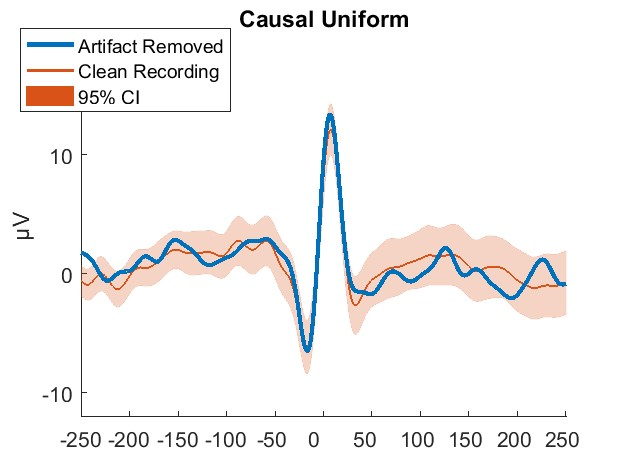 Causal Uniform
Artifact Removed
Clean Recording
95% CI
10
0
-10
µV
-250 -200 -150 -100 -50 0 50 100 150 200 250